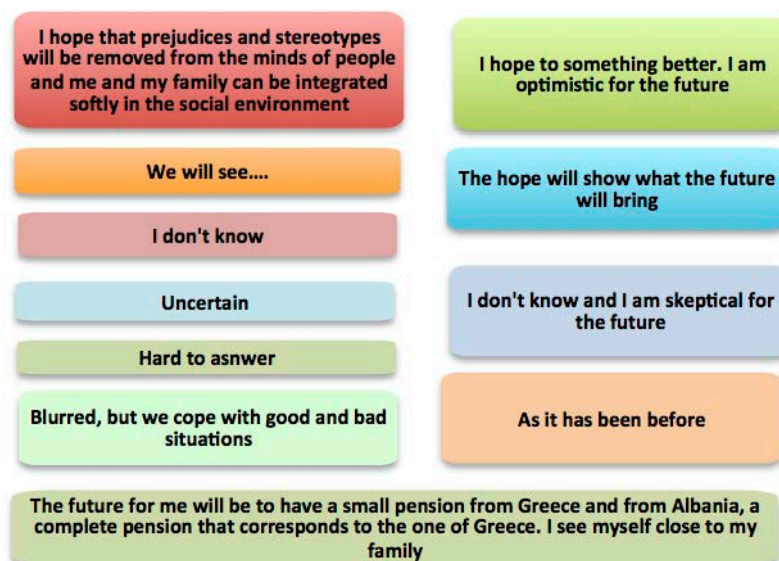 I hope that prejudices and stereotypes
will be removed from the minds of people
and me and my family can be integrated
softly in the social environment
I hope to something better. I am
optimistic for the future
We will see....
The hope will show what the future
will bring
I don't know
Uncertain
I don't know and I am skeptical for
the future
Hard to asnwer
Blurred, but we cope with good and bad
situations
As it has been before
The future for me will be to have a small pension from Greece and from Albania, a
complete pension that corresponds to the one of Greece. I see myself close to my
family